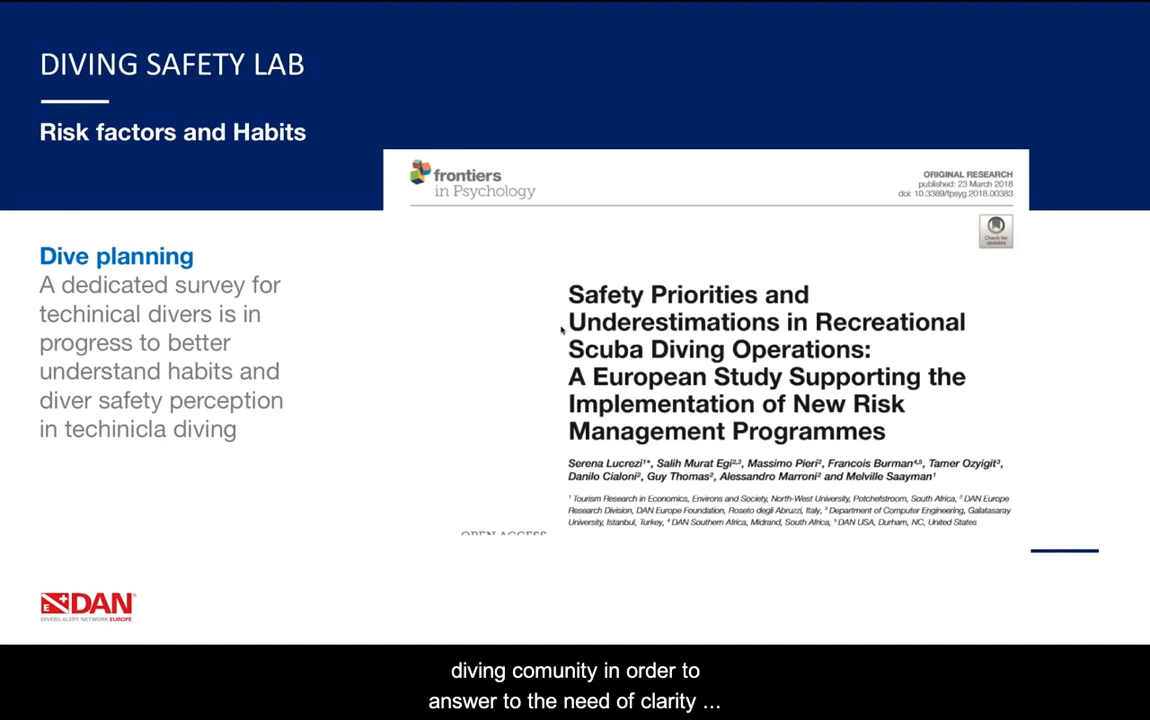 DIVING SAFETY LAB
Risk factors and Habits
frontiers
in Psychology
ORIGINAL RESEARCH
published: 23 March 2018
doi: 10.3389/fpsyg.2018.00383
Check for
updates
Dive planning
A dedicated survey for
techinical divers is in
progress to better
understand habits and
diver safety perception
in techinicla diving
Safety Priorities and
Underestimations in Recreational
Scuba Diving Operations:
A European Study Supporting the
Implementation of New Risk
Management Programmes
Serena Lucrezi¹*, Salih Murat Egi²,³, Massimo Pieri², Francois Burman⁴,⁵, Tamer Ozyigit³,
Danilo Cialoni², Guy Thomas², Alessandro Marroni² and Melville Saayman¹
¹ Tourism Research in Economics, Environs and Society, North-West University, Potchefstroom, South Africa, ² DAN Europe
Research Division, DAN Europe Foundation, Roseto degli Abruzzi, Italy, ³ Department of Computer Engineering, Galatasaray
University, Istanbul, Turkey, ⁴ DAN Southern Africa, Midrand, South Africa, ⁵ DAN USA, Durham, NC, United States
OPEN ACCESS
E DAN
DIVERS ALERT NETWORK EUROPE
diving comunity in order to
answer to the need of clarity ...